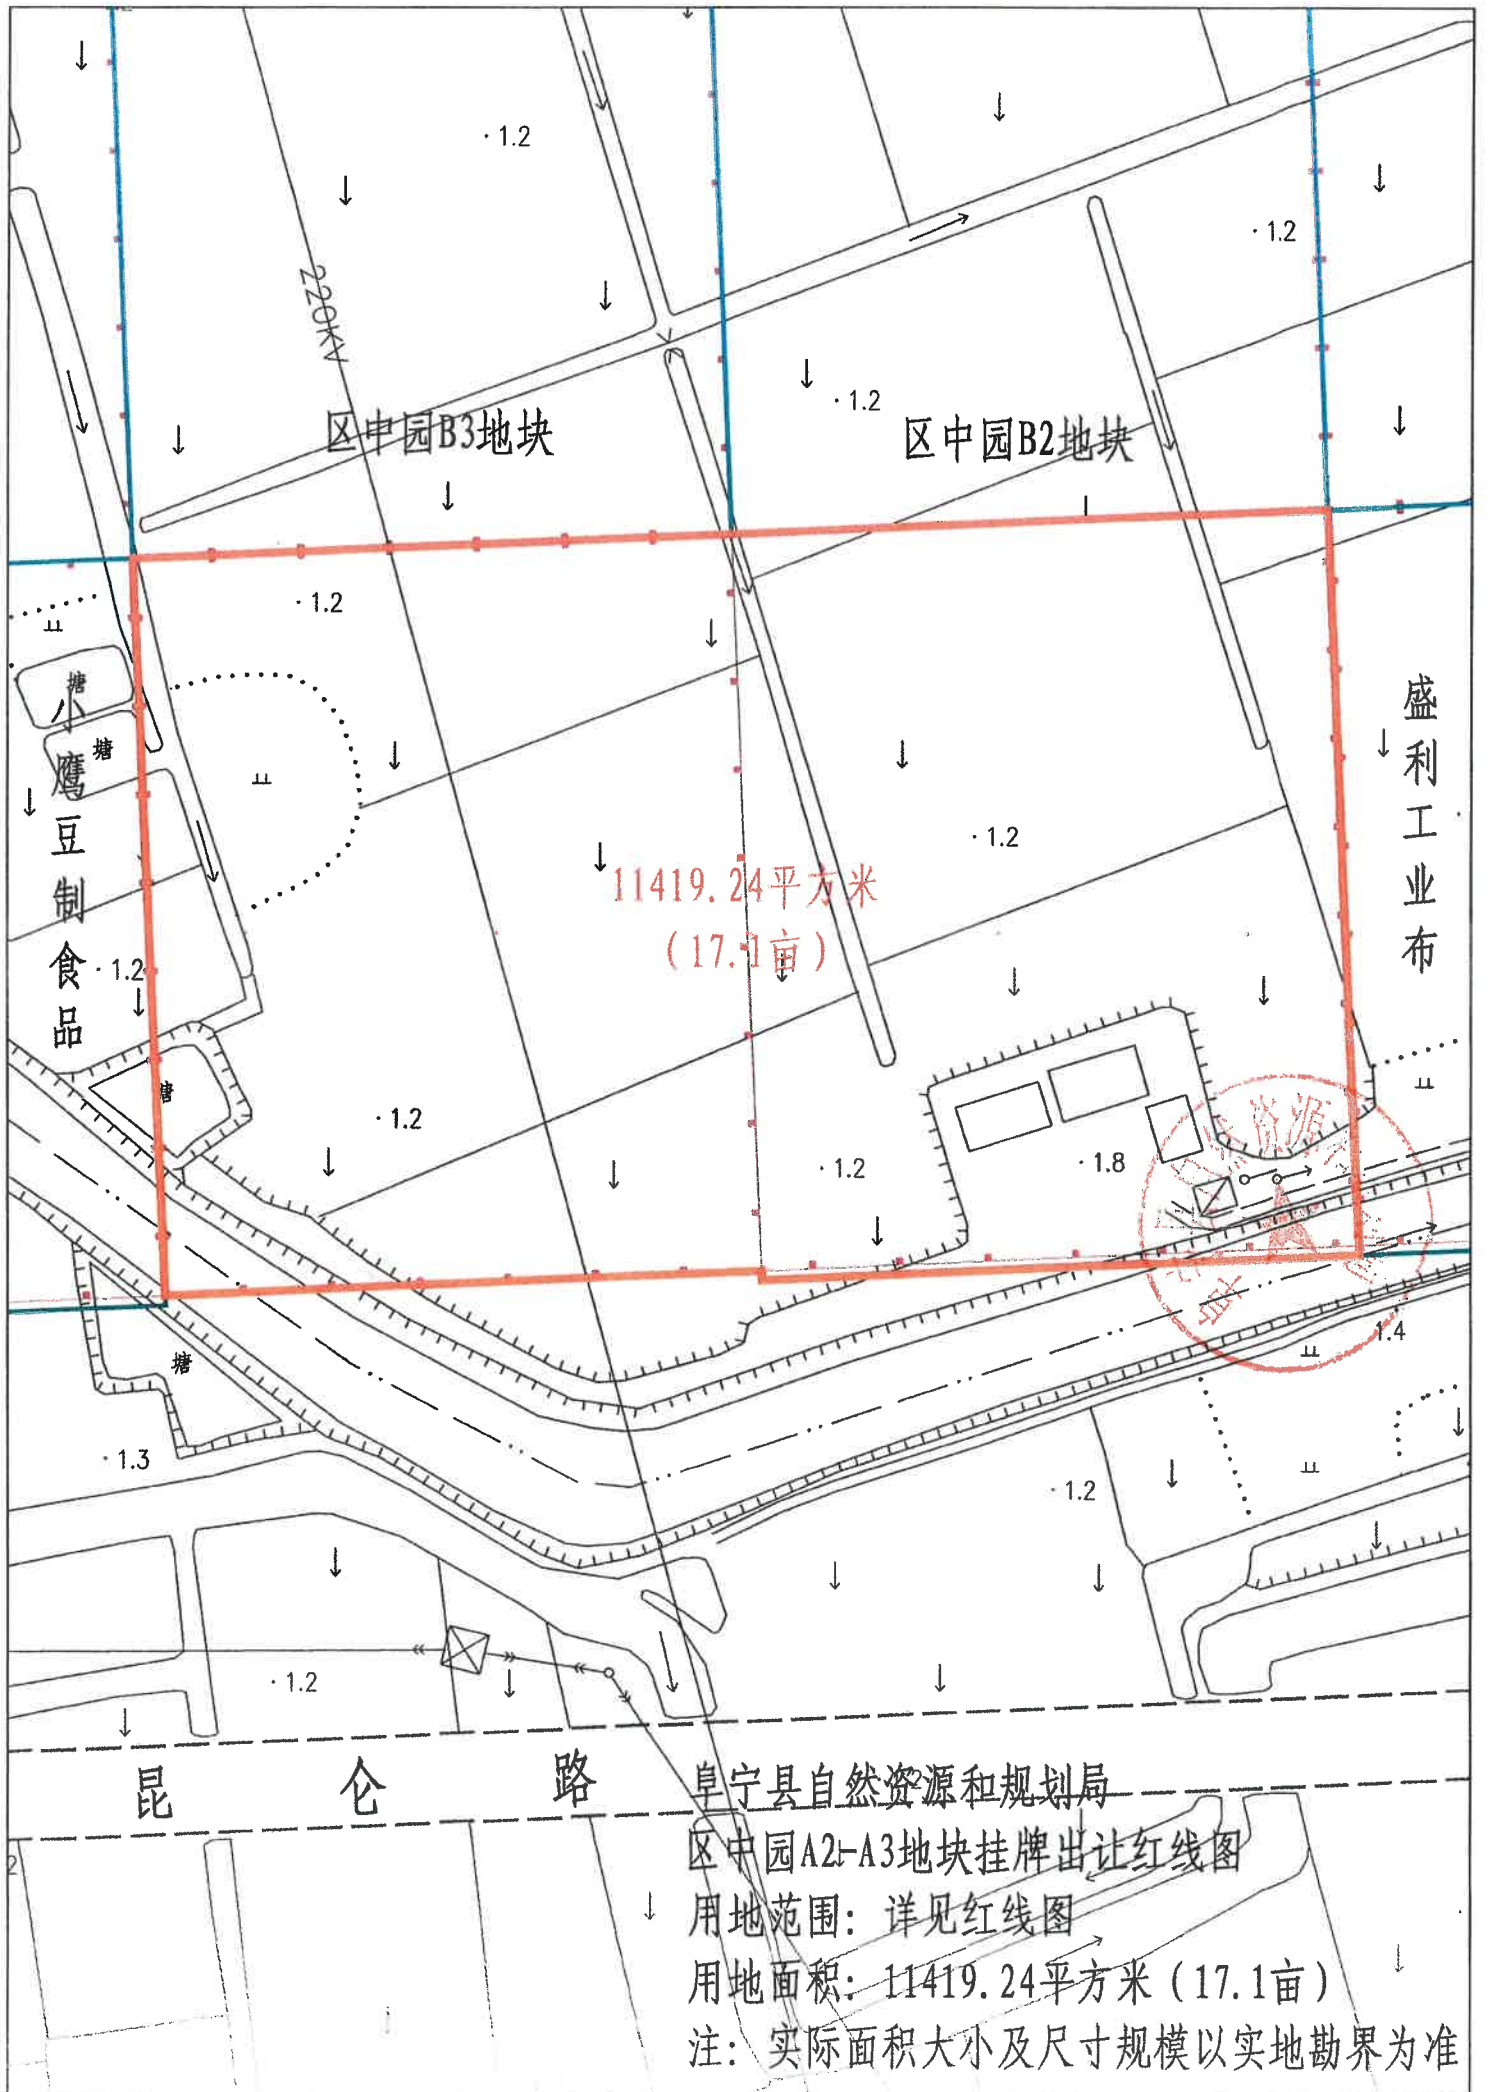 ·1.2
·1.2
220KV
·1.2
区中园B3地块
区中园B2地块
·1.2
塘
塘
小鹰豆制食品
盛利工业布
·1.2
11419.24平方米
（17.1亩）
·1.2
塘
·1.2
·1.2
·1.8
1.4
塘
·1.3
·1.2
·1.2
昆仑路
阜宁县自然资源和规划局
区中园A2-A3地块挂牌出让红线图
用地范围：详见红线图
用地面积：11419.24平方米（17.1亩）
注：实际面积大小及尺寸规模以实地勘界为准